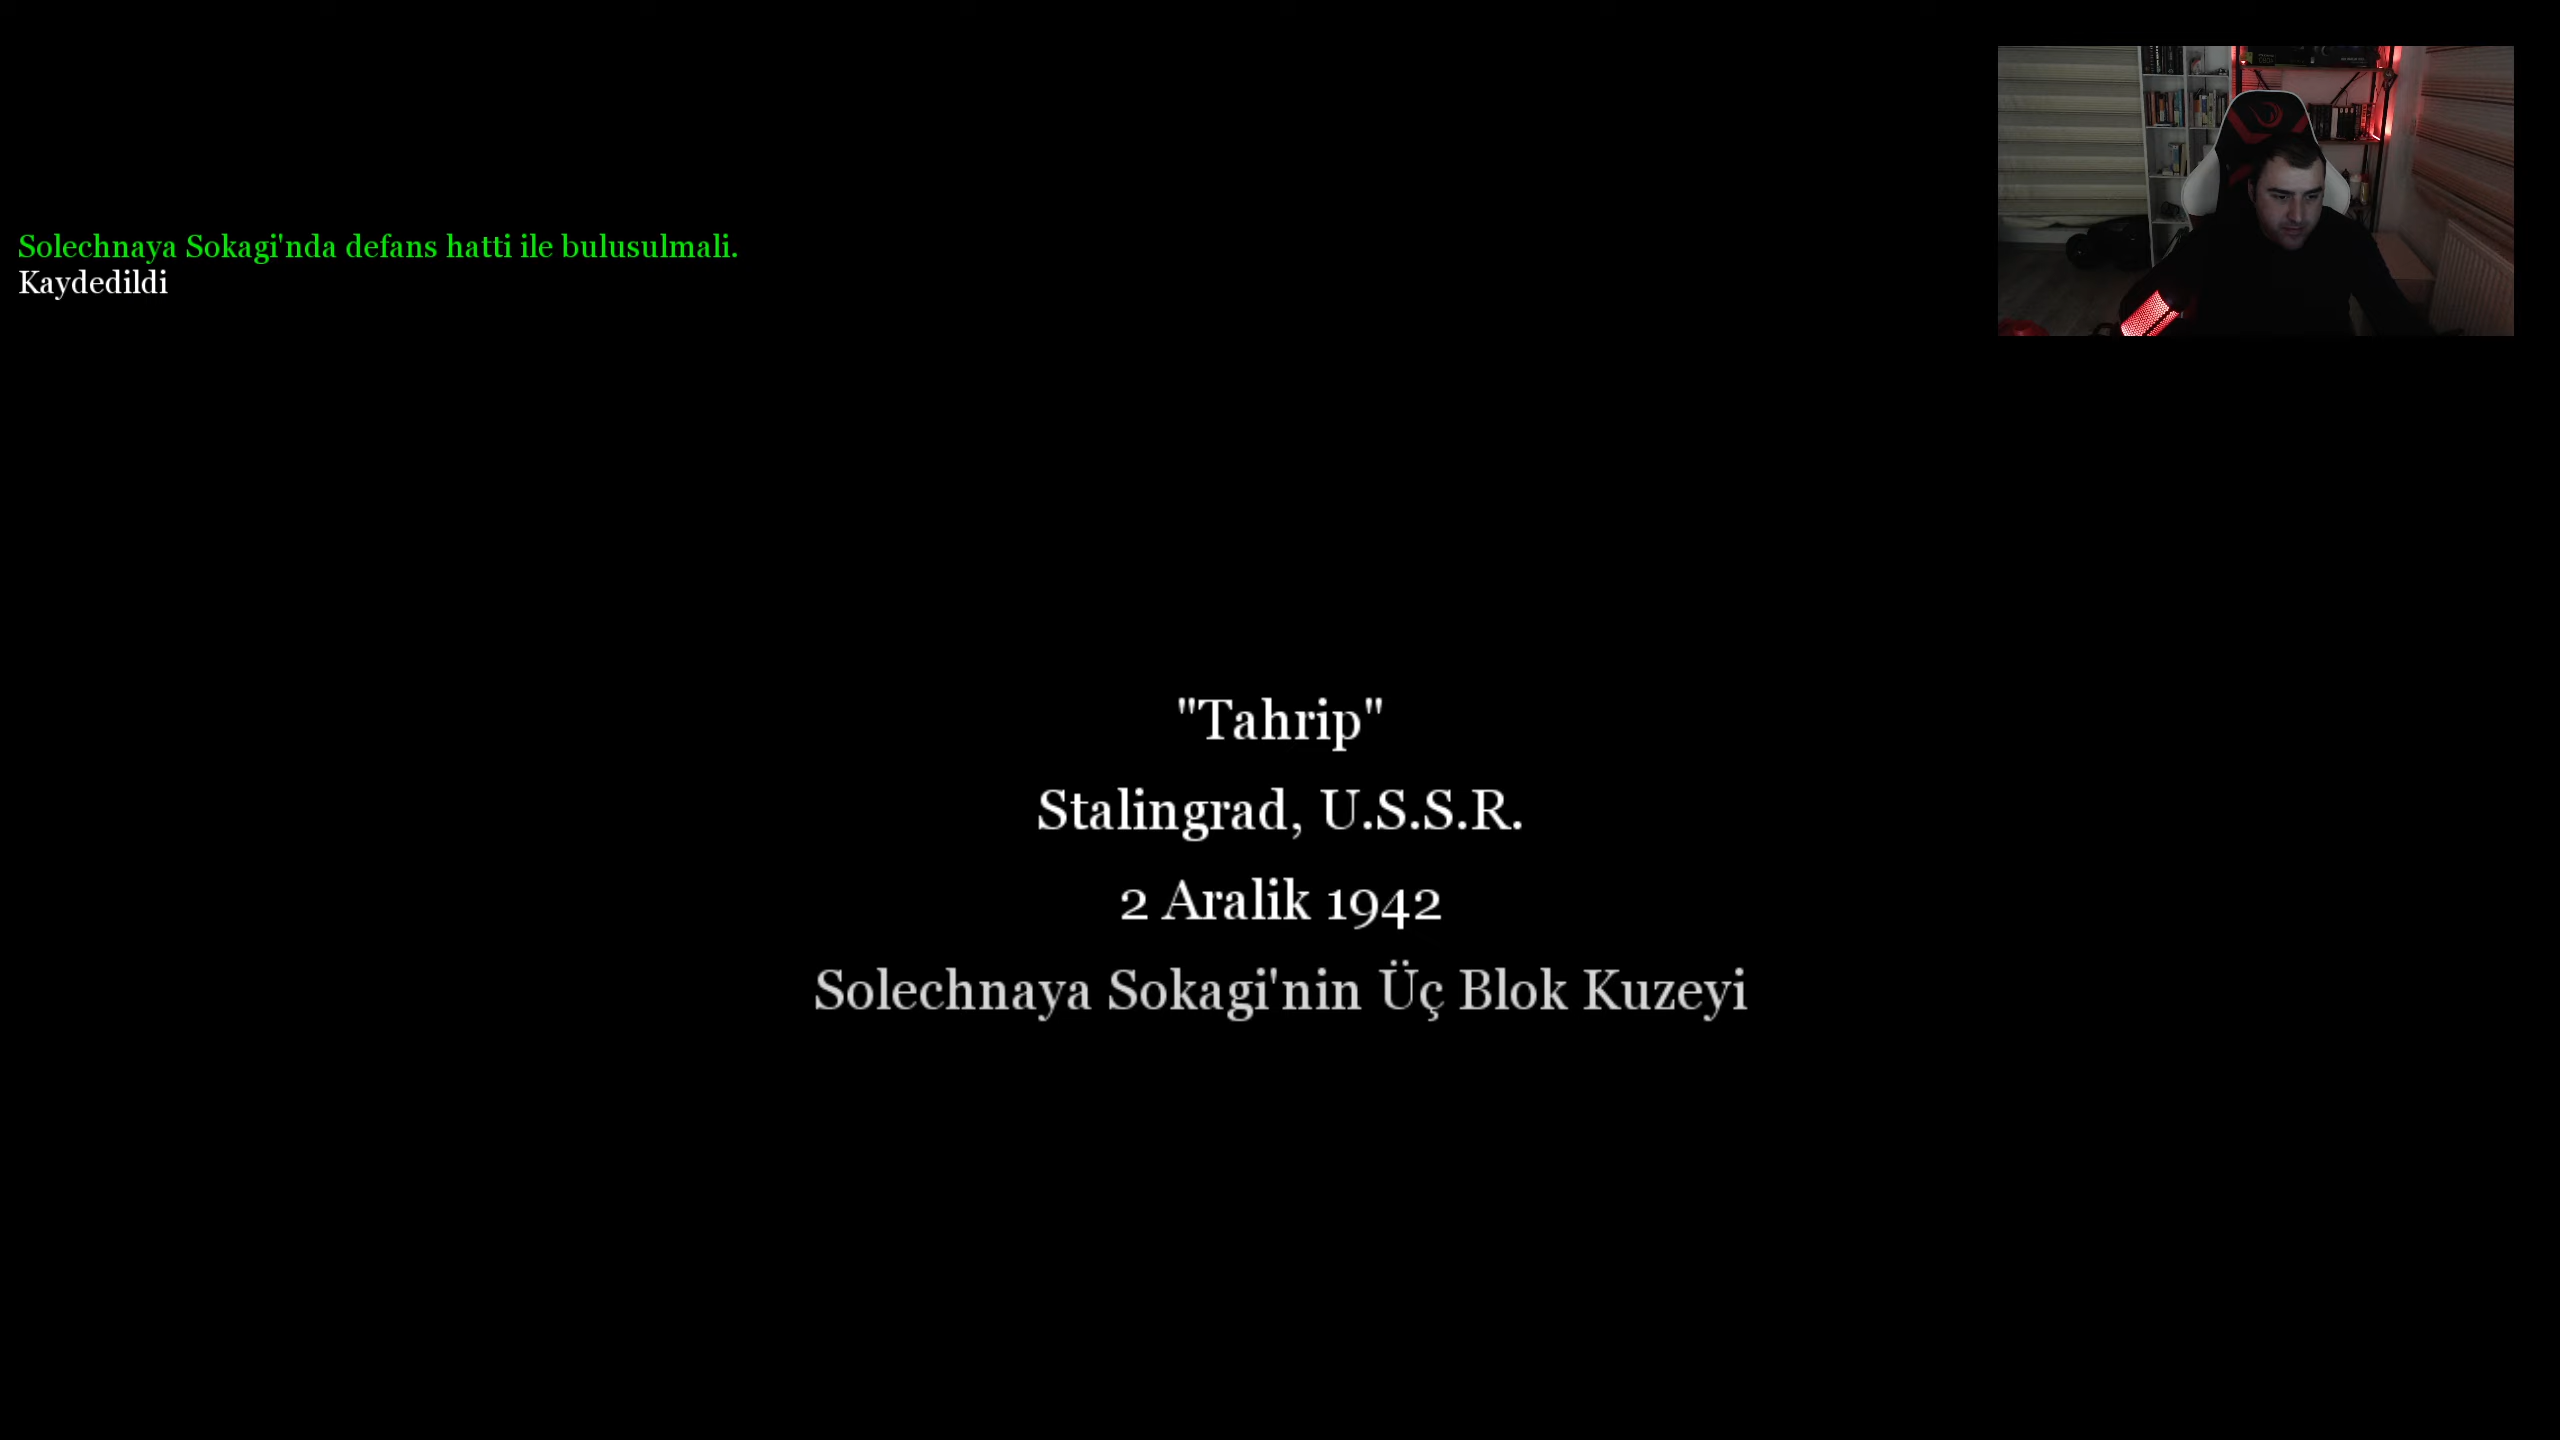 Solechnaya Sokagi'nda defans hatti ile bulusulmali.
Kaydedildi
"Tahrip"
Stalingrad, U.S.S.R.
2 Aralik 1942
Solechnaya Sokagi'nin Üç Blok Kuzeyi